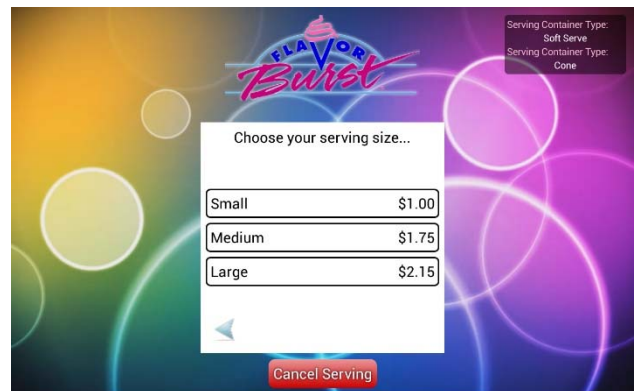 FLAVOR
Burst
Serving Container Type:
Soft Serve
Serving Container Type:
Cone
Choose your serving size...
Small $1.00
Medium $1.75
Large $2.15
Cancel Serving